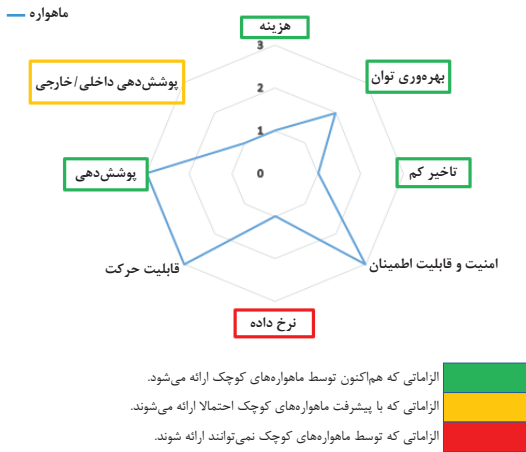 ماهواره
هزینه
بهره‌وری توان
تاخیر کم
امنیت و قابلیت اطمینان
نرخ داده
قابلیت حرکت
پوشش‌دهی
پوشش‌دهی داخلی/خارجی
3
2
1
0
الزاماتی که هم‌اکنون توسط ماهواره‌های کوچک ارائه می‌شود.
الزاماتی که با پیشرفت ماهواره‌های کوچک احتمالا ارائه می‌شوند.
الزاماتی که توسط ماهواره‌های کوچک نمی‌توانند ارائه شوند.